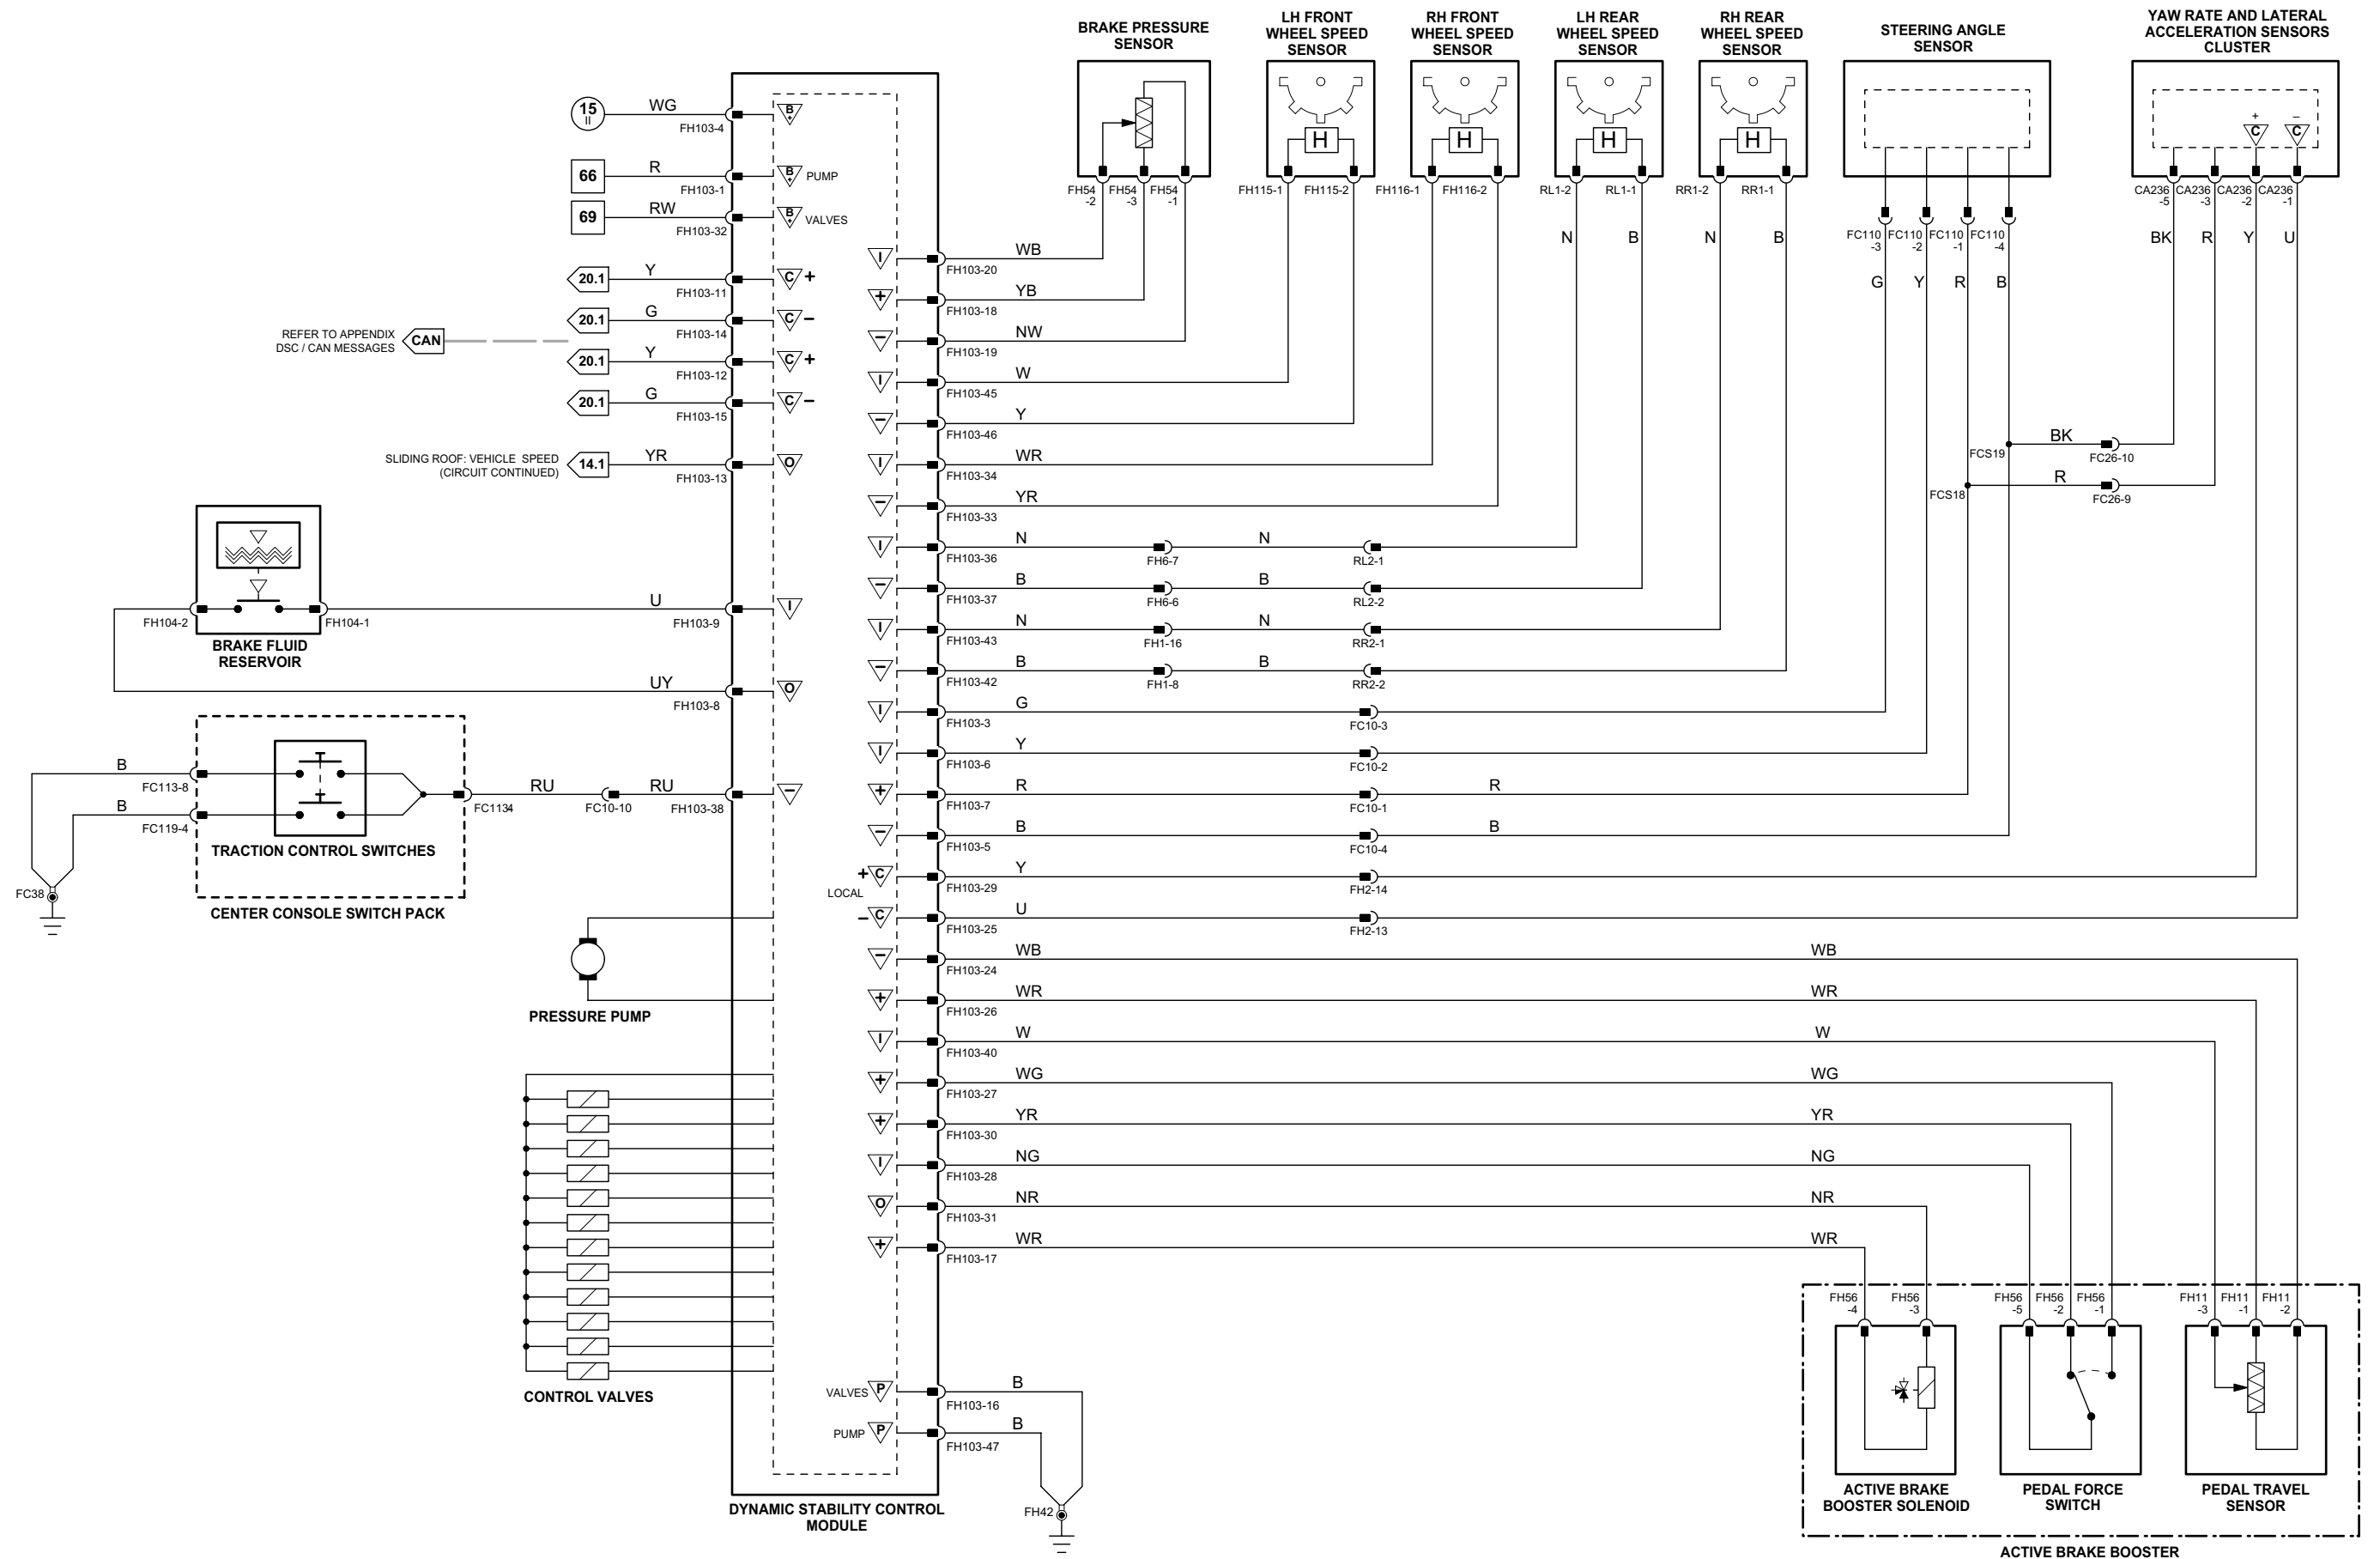 BRAKE PRESSURE
SENSOR
LH FRONT
WHEEL SPEED
SENSOR
RH FRONT
WHEEL SPEED
SENSOR
LH REAR
WHEEL SPEED
SENSOR
RH REAR
WHEEL SPEED
SENSOR
STEERING ANGLE
SENSOR
YAW RATE AND LATERAL
ACCELERATION SENSORS
CLUSTER
H
H
H
H
+
C
–
C
FH54
-2
FH54
-3
FH54
-1
FH115-1
FH115-2
FH116-1
FH116-2
RL1-2
RL1-1
RR1-2
RR1-1
CA236
-5
CA236
-3
CA236
-2
CA236
-1
N
B
N
B
FC110
-3
FC110
-2
FC110
-1
FC110
-4
BK
R
Y
U
G
Y
R
B
15
II
WG
FH103-4
B
+
66
R
FH103-1
B
+
PUMP
69
RW
FH103-32
B
+
VALVES
20.1
Y
FH103-11
C +
20.1
G
FH103-14
C –
REFER TO APPENDIX
DSC / CAN MESSAGES
CAN
20.1
Y
FH103-12
C +
20.1
G
FH103-15
C –
SLIDING ROOF: VEHICLE SPEED
(CIRCUIT CONTINUED)
14.1
YR
FH103-13
O
FH104-2
FH104-1
BRAKE FLUID
RESERVOIR
U
FH103-9
I
UY
FH103-8
O
B
FC113-8
B
FC119-4
FC38
TRACTION CONTROL SWITCHES
CENTER CONSOLE SWITCH PACK
FC1134
RU
FC10-10
RU
FH103-38
–
PRESSURE PUMP
CONTROL VALVES
I
FH103-20
WB
+
FH103-18
YB
–
FH103-19
NW
I
FH103-45
W
–
FH103-46
Y
I
FH103-34
WR
–
FH103-33
YR
I
FH103-36
N
FH6-7
N
RL2-1
–
FH103-37
B
FH6-6
B
RL2-2
I
FH103-43
N
FH1-16
N
RR2-1
–
FH103-42
B
FH1-8
B
RR2-2
I
FH103-3
G
FC10-3
I
FH103-6
Y
FC10-2
+
FH103-7
R
FC10-1
R
–
FH103-5
B
FC10-4
B
FCS19
BK
FC26-10
FCS18
R
FC26-9
+ C
FH103-29
Y
FH2-14
LOCAL
– C
FH103-25
U
FH2-13
–
FH103-24
WB
WB
+
FH103-26
WR
WR
I
FH103-40
W
W
+
FH103-27
WG
WG
+
FH103-30
YR
YR
I
FH103-28
NG
NG
O
FH103-31
NR
NR
+
FH103-17
WR
WR
VALVES P
FH103-16
B
PUMP P
FH103-47
B
FH42
DYNAMIC STABILITY CONTROL
MODULE
FH56
-4
FH56
-3
FH56
-5
FH56
-2
FH56
-1
FH11
-3
FH11
-1
FH11
-2
ACTIVE BRAKE
BOOSTER SOLENOID
PEDAL FORCE
SWITCH
PEDAL TRAVEL
SENSOR
ACTIVE BRAKE BOOSTER